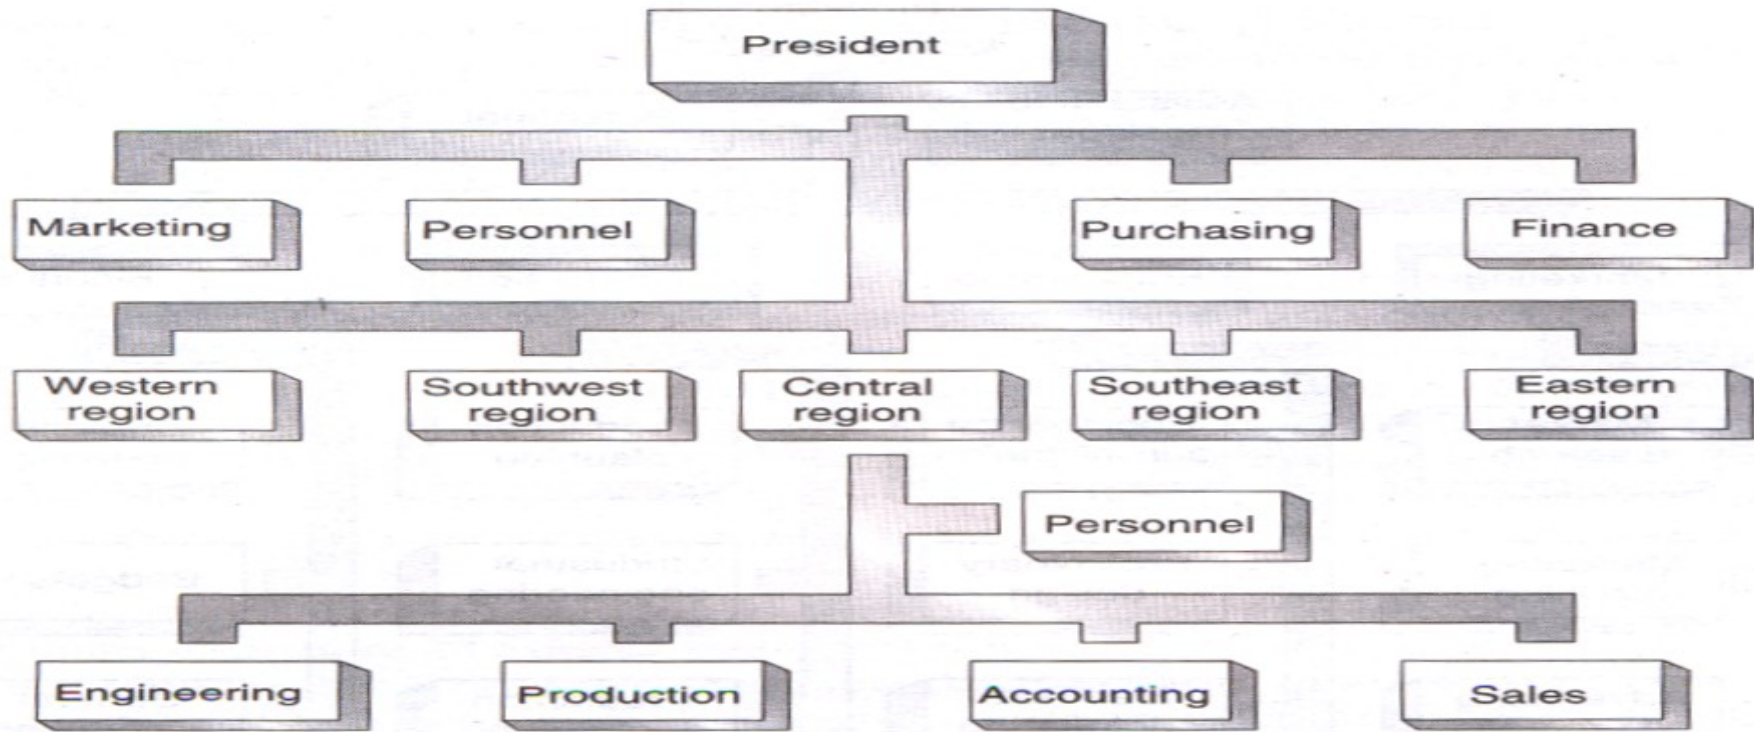 President
Marketing
Personnel
Purchasing
Finance
Western
region
Southwest
region
Central
region
Southeast
region
Eastern
region
Personnel
Engineering
Production
Accounting
Sales